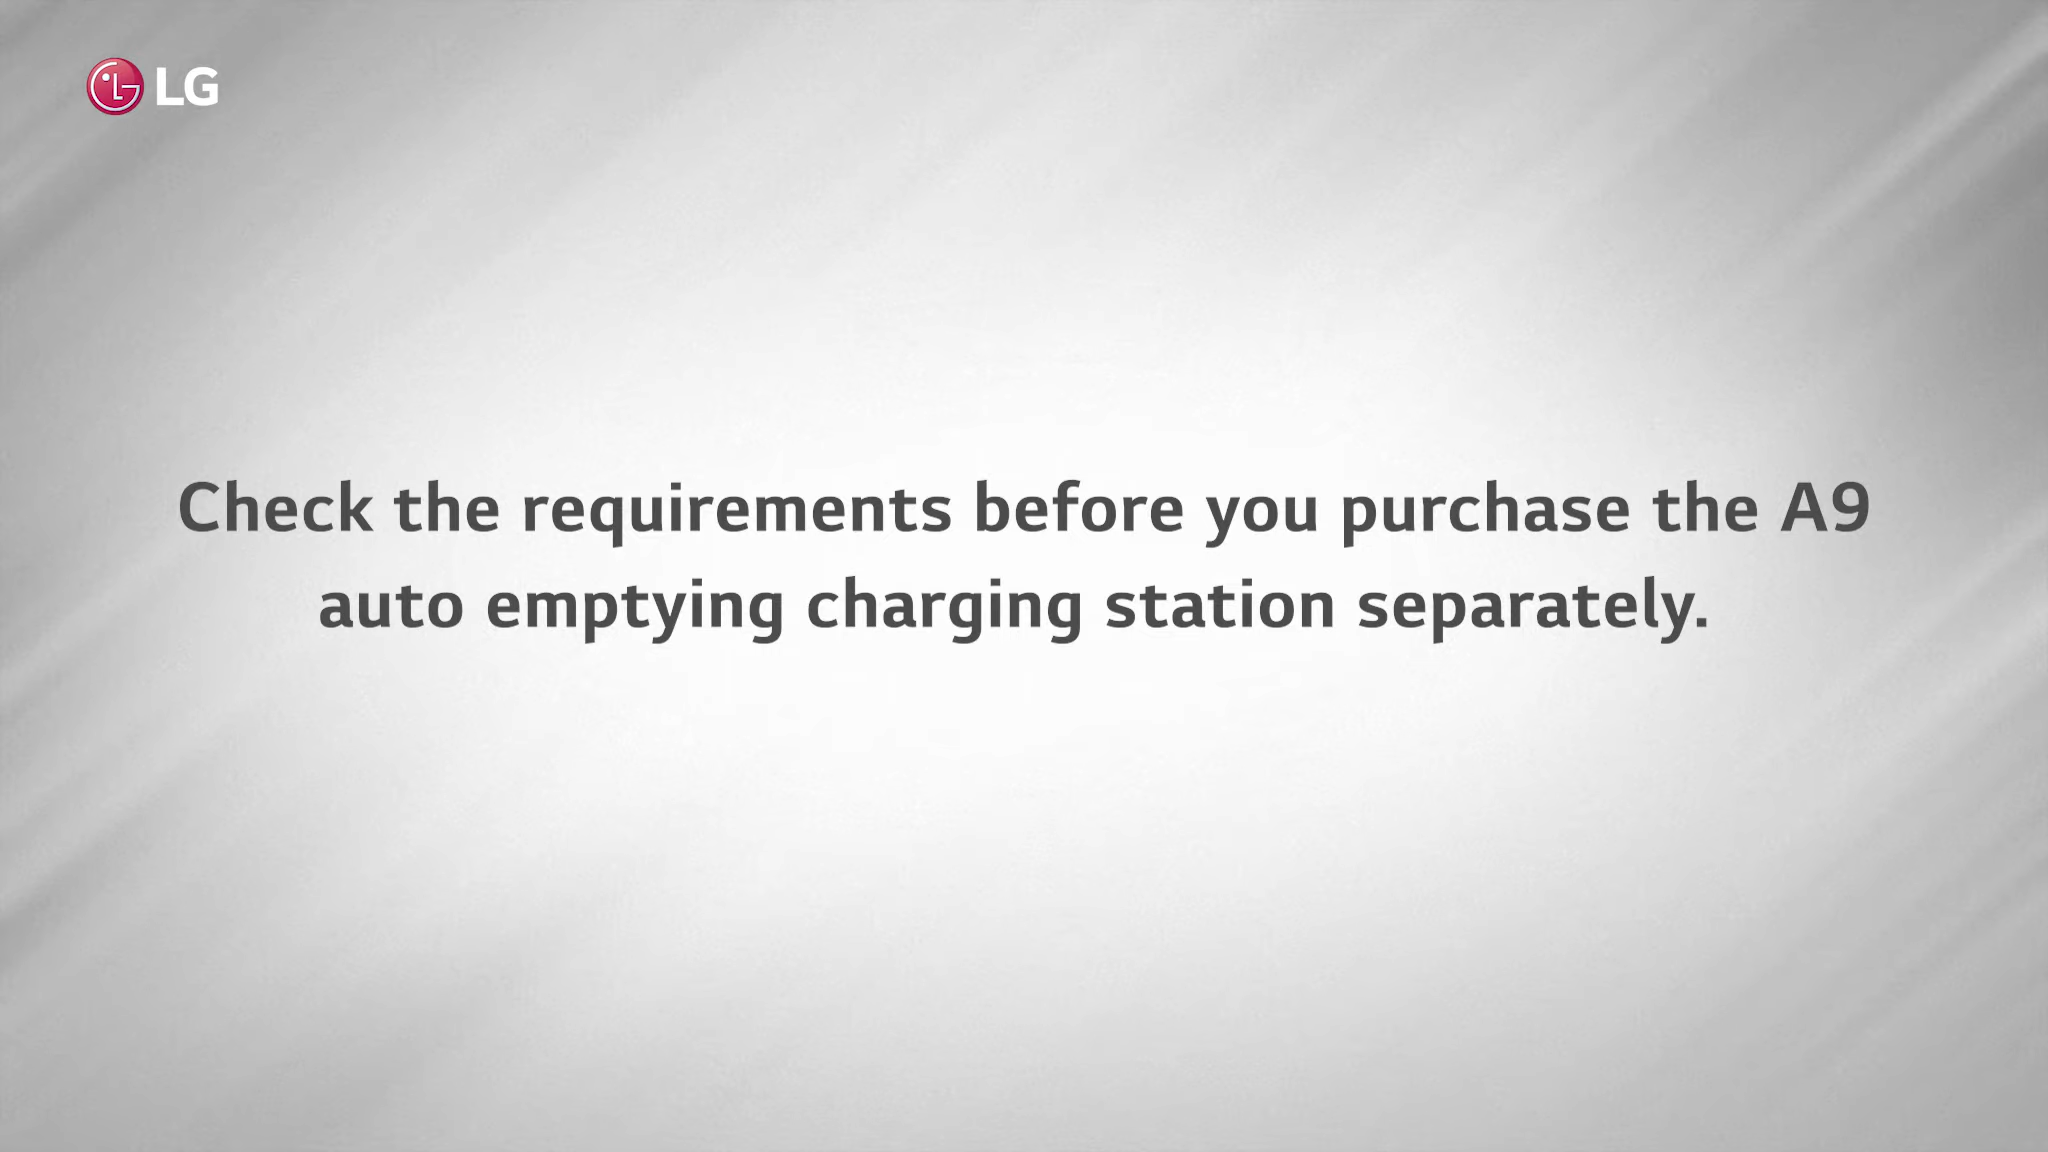 LG
Check the requirements before you purchase the A9
auto emptying charging station separately.